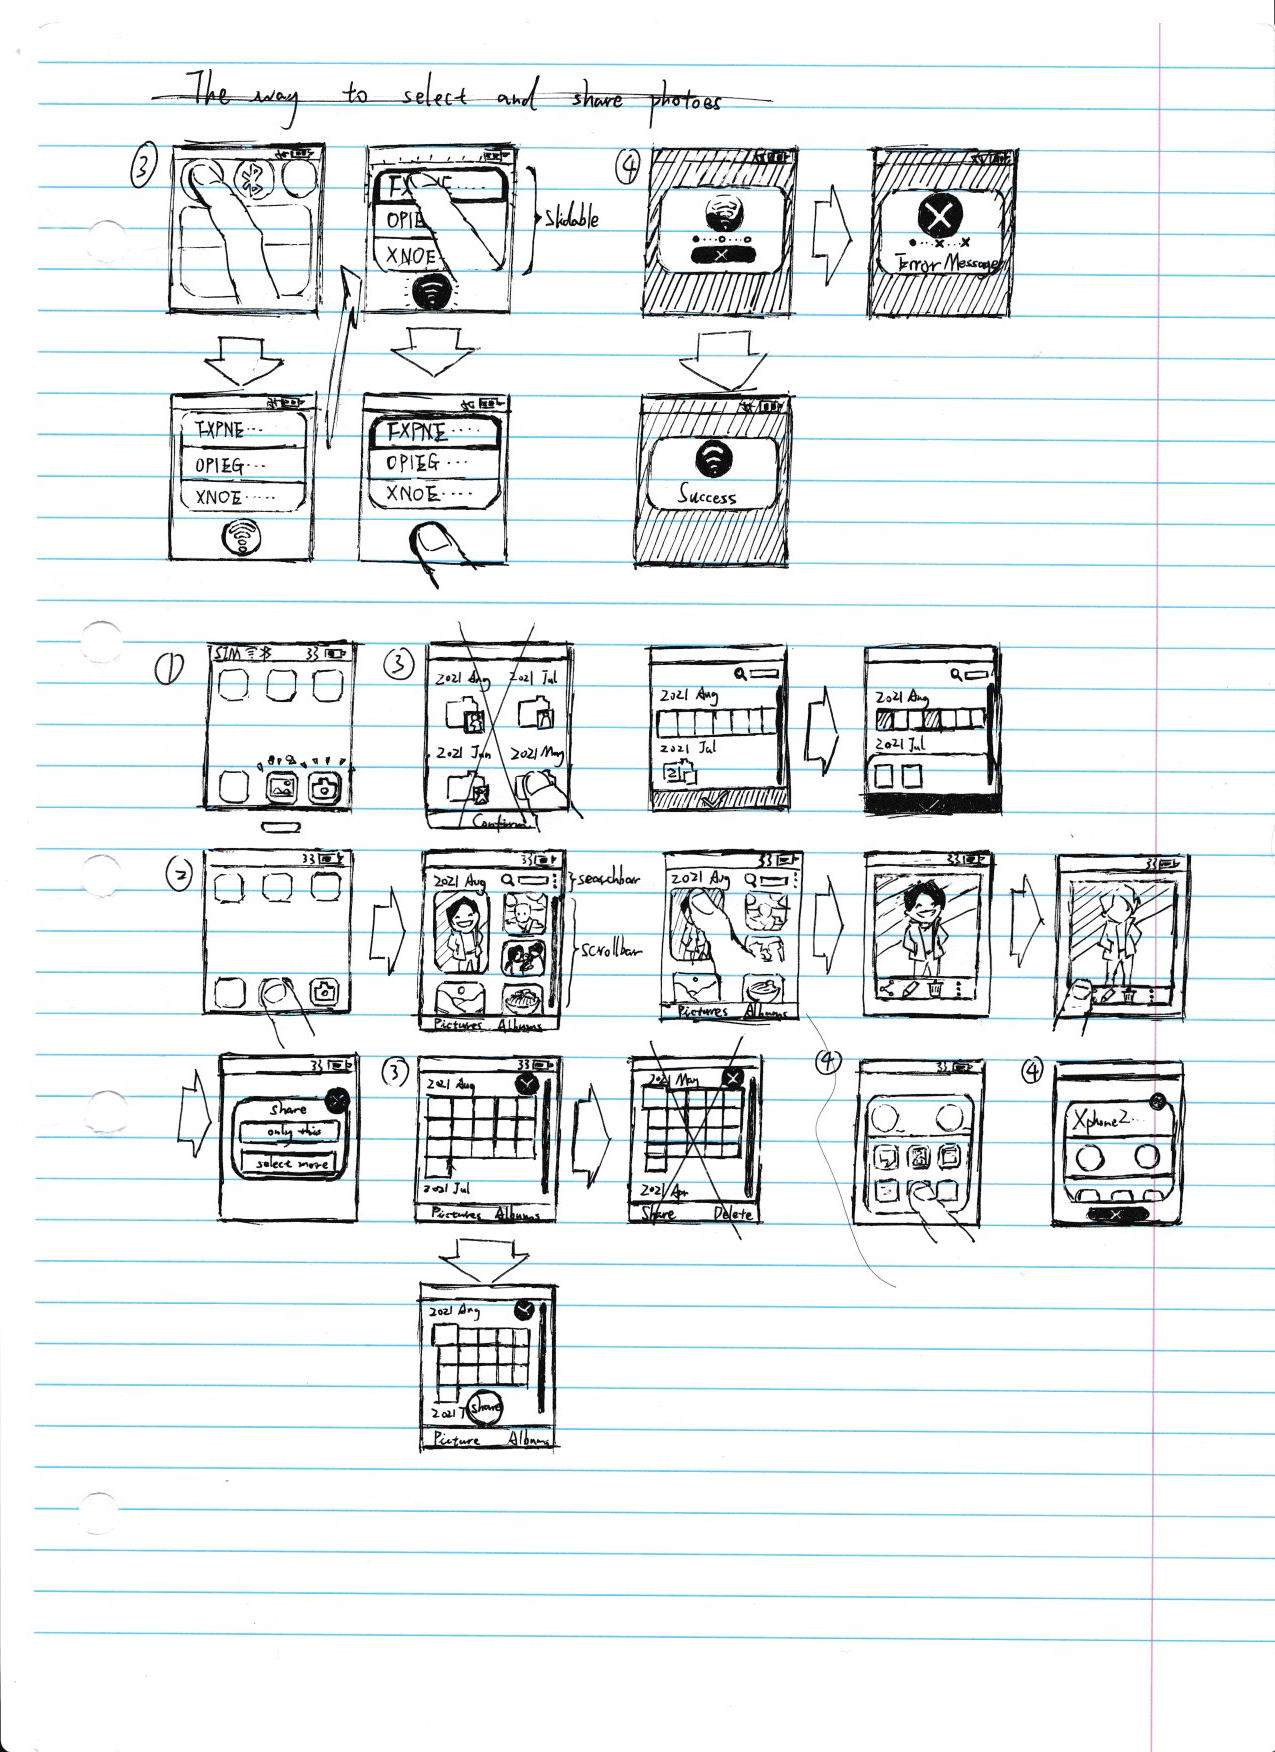 The way to select and share photoes
③
TX E ....
OPIE
XNOE
Slidable
④
Error Message
TXPNE ...
OPIEG ...
XNOE .....
TXPNE ....
OPIEG ...
XNOE ....
Success
①
SIM 33
③
2021 Aug 2021 Jul
2021 Jun 2021 May
Confirm
2021 Aug
2021 Jul
21
2021 Aug
2021 Jul
②
33
33
2021 Aug
searchbar
scrollbar
Pictures Albums
33
2021 Aug
Pictures Albums
33
33
33
share
only this
select more
③
33
2021 Aug
2021 Jul
Pictures Albums
2021 May
2021 Apr
Share Delete
④
33
④
Xphone2...
2021 Aug
2021 share
Picture Albums